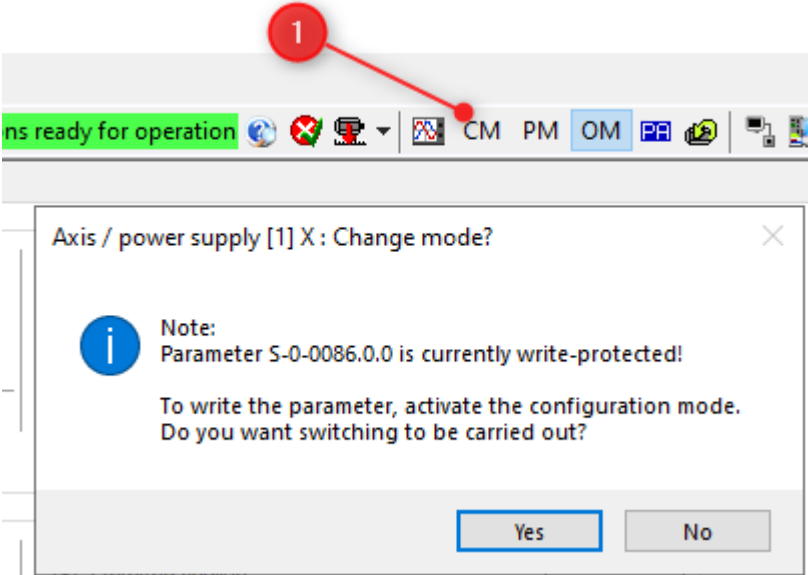 1
ns ready for operation
CM PM OM PA
Axis / power supply [1] X : Change mode?
Note:
Parameter S-0-0086.0.0 is currently write-protected!
To write the parameter, activate the configuration mode.
Do you want switching to be carried out?
Yes No